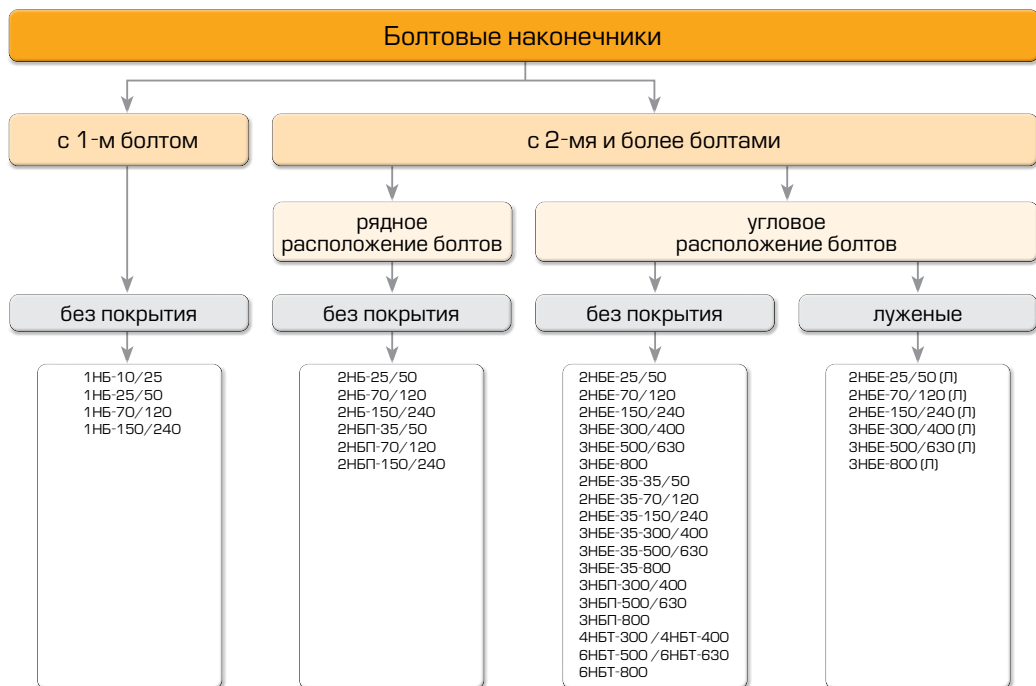 Болтовые наконечники
с 1-м болтом
с 2-мя и более болтами
рядное
расположение болтов
угловое
расположение болтов
без покрытия
без покрытия
без покрытия
луженые
1НБ-10/25
1НБ-25/50
1НБ-70/120
1НБ-150/240
2НБ-25/50
2НБ-70/120
2НБ-150/240
2НБП-35/50
2НБП-70/120
2НБП-150/240
2НБЕ-25/50
2НБЕ-70/120
2НБЕ-150/240
3НБЕ-300/400
3НБЕ-500/630
3НБЕ-800
2НБЕ-35-35/50
2НБЕ-35-70/120
2НБЕ-35-150/240
3НБЕ-35-300/400
3НБЕ-35-500/630
3НБЕ-35-800
3НБП-300/400
3НБП-500/630
3НБП-800
4НБТ-300 /4НБТ-400
6НБТ-500 /6НБТ-630
6НБТ-800
2НБЕ-25/50 (Л)
2НБЕ-70/120 (Л)
2НБЕ-150/240 (Л)
3НБЕ-300/400 (Л)
3НБЕ-500/630 (Л)
3НБЕ-800 (Л)